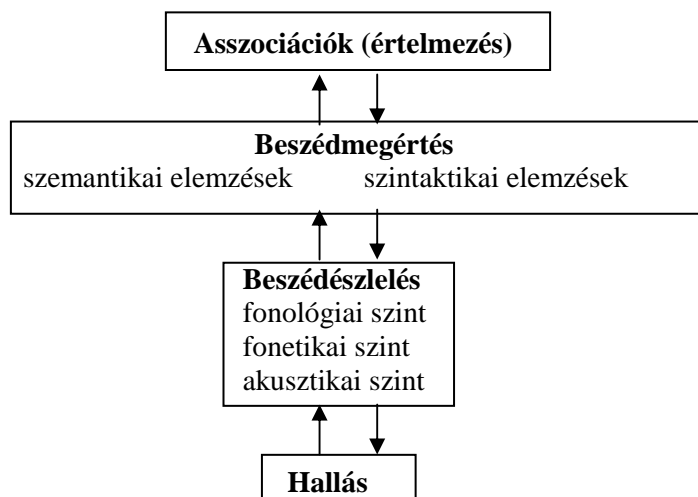 Asszociációk (értelmezés)
Beszédmegértés
szemantikai elemzések szintaktikai elemzések
Beszédészlelés
fonológiai szint
fonetikai szint
akusztikai szint
Hallás